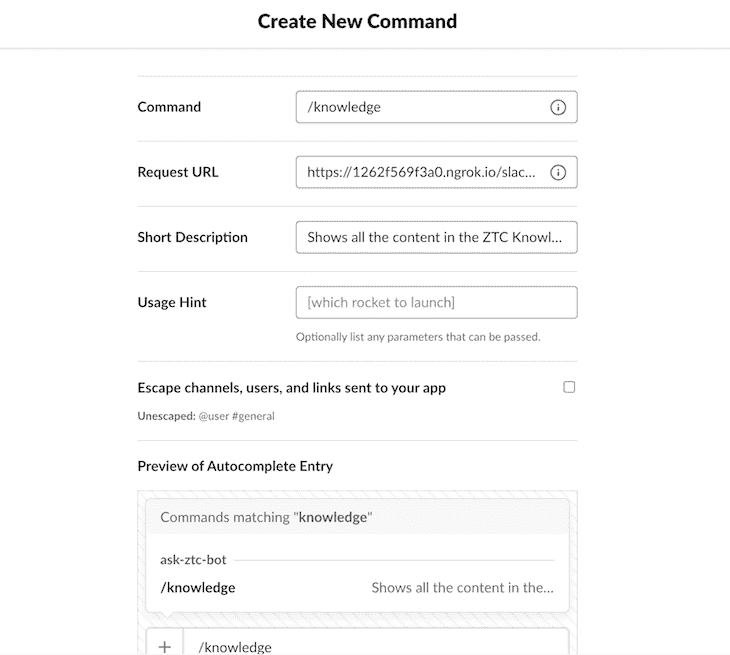 Create New Command
Command
/knowledge
Request URL
https://1262f569f3a0.ngrok.io/slac...
Short Description
Shows all the content in the ZTC Knowl...
Usage Hint
[which rocket to launch]
Optionally list any parameters that can be passed.
Escape channels, users, and links sent to your app
Unescaped: @user #general
Preview of Autocomplete Entry
Commands matching "knowledge"
ask-ztc-bot
/knowledge Shows all the content in the...
/knowledge